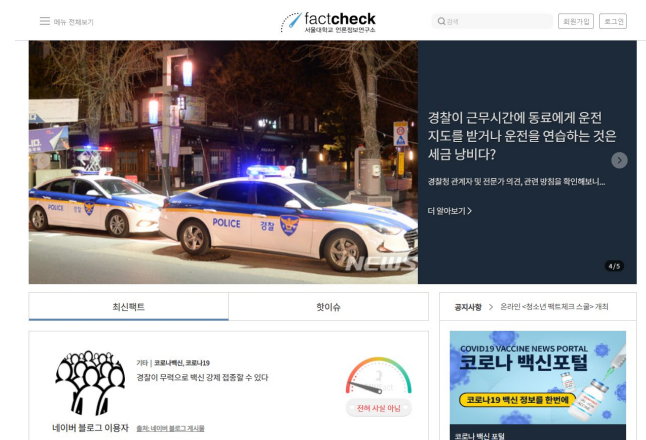 메뉴 전체보기
factcheck
서울대학교 언론정보연구소
검색
회원가입
로그인
경찰이 근무시간에 동료에게 운전
지도를 받거나 운전을 연습하는 것은
세금 낭비다?
경찰청 관계자 및 전문가 의견, 관련 방침을 확인해보니...
더 알아보기 >
POLICE
경찰
POLICE
경찰
NEWS
4/5
최신팩트
핫이슈
공지사항 > 온라인 <청소년 팩트체크 스쿨> 개최
기타 | 코로나백신, 코로나19
경찰이 무력으로 백신 강제 접종할 수 있다
전혀 사실 아님
네이버 블로그 이용자
출처: 네이버 블로그 게시물
COVID19 VACCINE NEWS PORTAL
코로나 백신포털
코로나19 백신 정보를 한번에
코로나 백신 포털